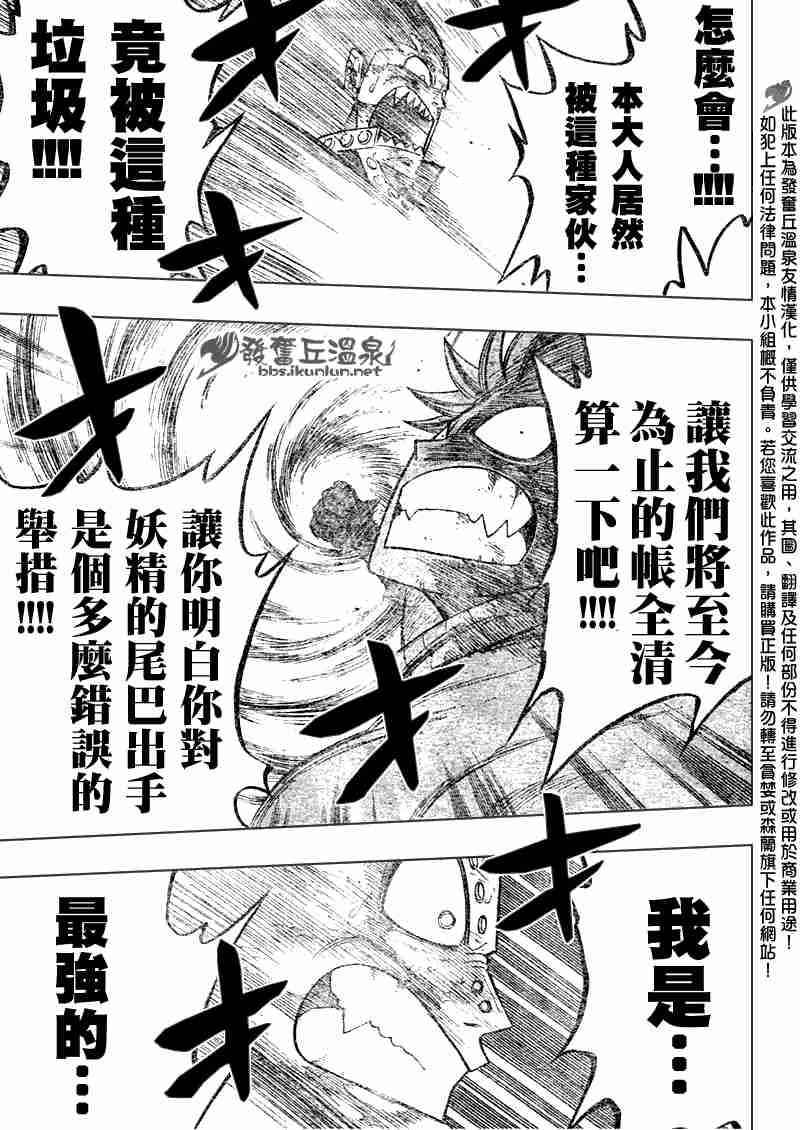 怎麼會…!!!!
本大人居然
被這種家伙…
竟被這種
垃圾!!!!
發奮丘溫泉
bbs.ikunlun.net
讓我們將至今
為止的帳全清
算一下吧!!!!
讓你明白你對
妖精的尾巴出手
是個多麼錯誤的
舉措!!!!
我是…
最強的…
此版本為發奮丘溫泉友情漢化，僅供學習交流之用，其圖、翻譯及任何部份不得進行修改或用於商業用途！
如犯上任何法律問題，本小組概不負責。若您喜歡此作品，請購買正版！請勿轉至貪婪或森蘭旗下任何網站！